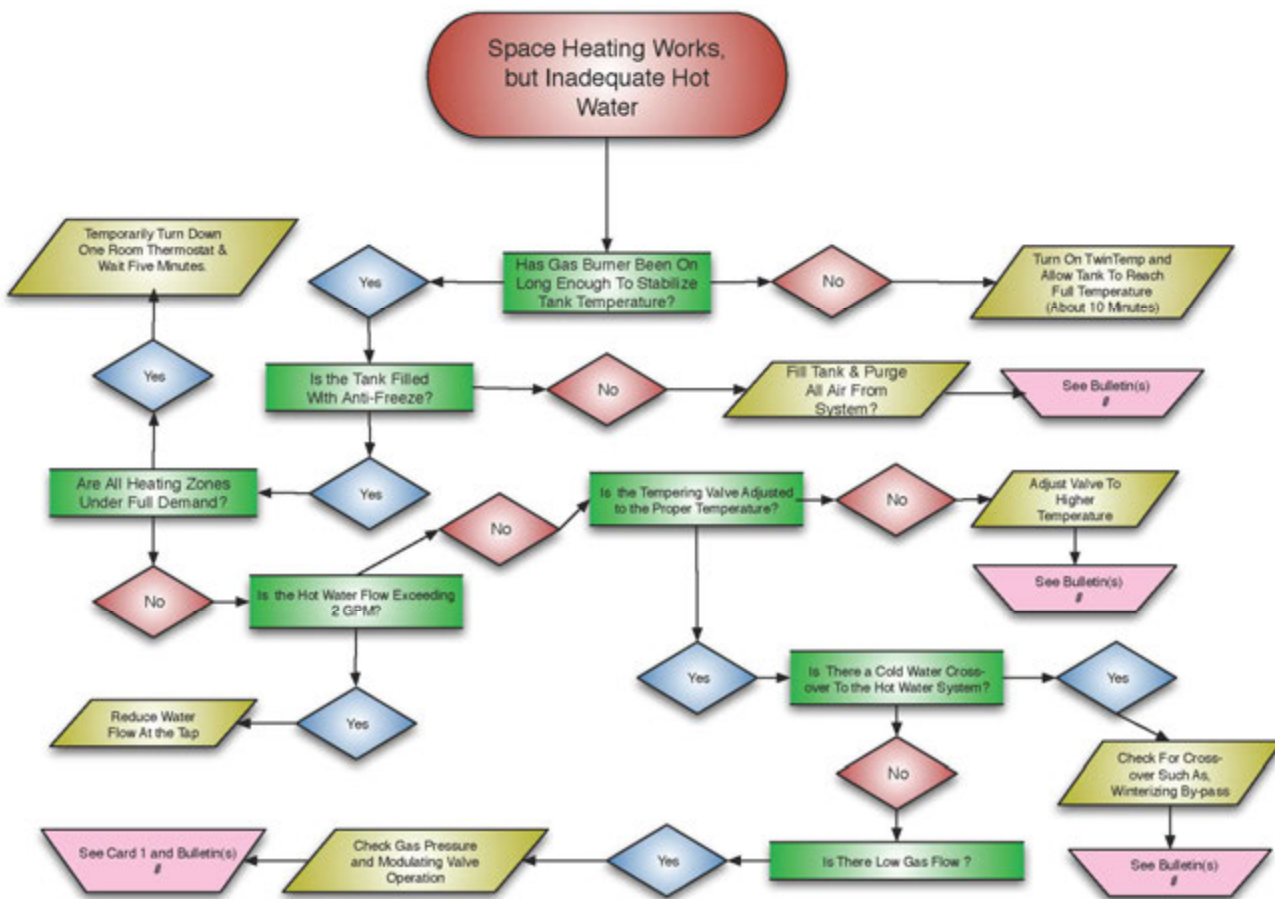 Space Heating Works,
but Inadequate Hot
Water
Temporarily Turn Down
One Room Thermostat &
Wait Five Minutes.
Yes
Has Gas Burner Been On
Long Enough To Stabilize
Tank Temperature?
No
Turn On TwinTemp and
Allow Tank To Reach
Full Temperature
(About 10 Minutes)
Yes
Is the Tank Filled
With Anti-Freeze?
No
Fill Tank & Purge
All Air From
System?
See Bulletin(s)
#
Are All Heating Zones
Under Full Demand?
Yes
No
Is the Tempering Valve Adjusted
to the Proper Temperature?
No
Adjust Valve To
Higher
Temperature
See Bulletin(s)
#
No
Is the Hot Water Flow Exceeding
2 GPM?
Yes
Is There a Cold Water Cross-
over To the Hot Water System?
Yes
Reduce Water
Flow At the Tap
Yes
No
Check For Cross-
over Such As,
Winterizing By-pass
See Card 1 and Bulletin(s)
#
Check Gas Pressure
and Modulating Valve
Operation
Yes
Is There Low Gas Flow ?
See Bulletin(s)
#